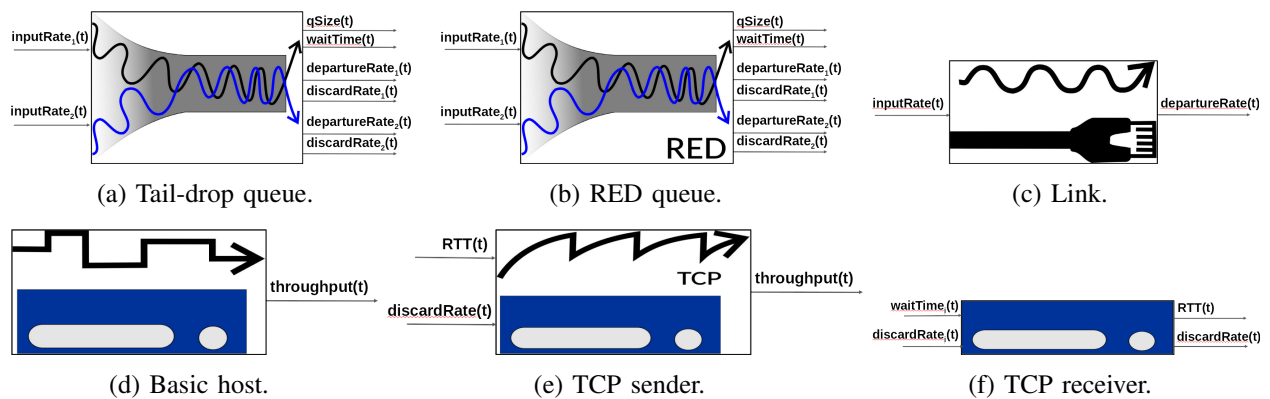 inputRate₁(t)
inputRate₂(t)
qSize(t)
waitTime(t)
departureRate₁(t)
discardRate₁(t)
departureRate₂(t)
discardRate₂(t)
(a) Tail-drop queue.
inputRate₁(t)
inputRate₂(t)
RED
qSize(t)
waitTime(t)
departureRate₁(t)
discardRate₁(t)
departureRate₂(t)
discardRate₂(t)
(b) RED queue.
inputRate(t)
departureRate(t)
(c) Link.
throughput(t)
(d) Basic host.
RTT(t)
discardRate(t)
TCP
throughput(t)
(e) TCP sender.
waitTimeᵢ(t)
discardRateᵢ(t)
RTT(t)
discardRate(t)
(f) TCP receiver.